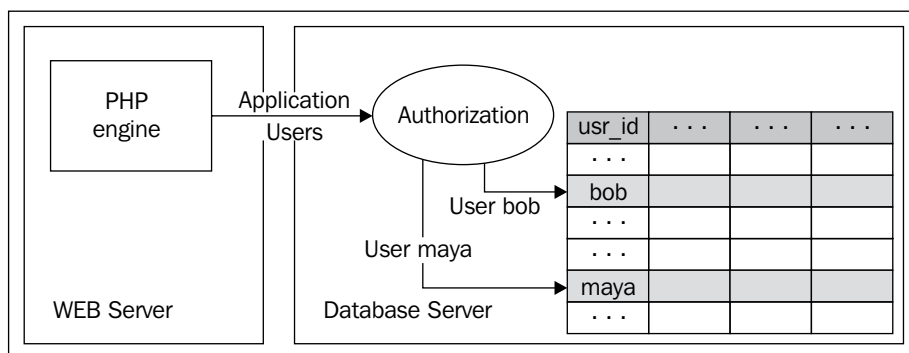 PHP
engine
Application
Users
Authorization
usr_id · · · · · · · · ·
· · ·
bob
· · ·
· · ·
maya
· · ·
User bob
User maya
WEB Server
Database Server